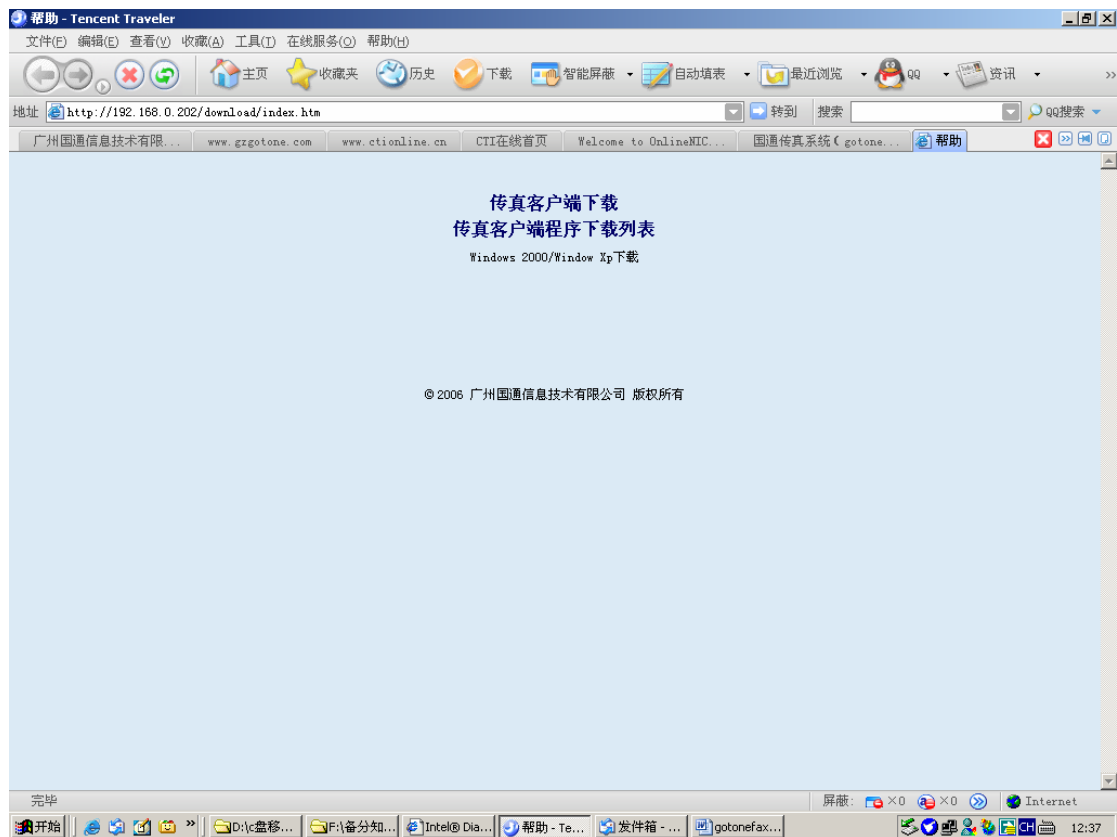 帮助 - Tencent Traveler
文件(F) 编辑(E) 查看(V) 收藏(A) 工具(T) 在线服务(O) 帮助(H)
主页 收藏夹 历史 下载 智能屏蔽 自动填表 最近浏览 QQ 资讯 »
地址 http://192.168.0.202/download/index.htm 转到 搜索 QQ搜索
广州国通信息技术有限... www.gzgotone.com www.ctionline.cn CTI在线首页 Welcome to OnlineNIC... 国通传真系统(gotone... 帮助
传真客户端下载
传真客户端程序下载列表
Windows 2000/Window Xp下载
© 2006 广州国通信息技术有限公司 版权所有
完毕 屏蔽: ×0 ×0 Internet
开始 » D:\c盘移... F:\备分知... Intel® Dia... 帮助 - Te... 发件箱 - ... gotonefax... CH 12:37